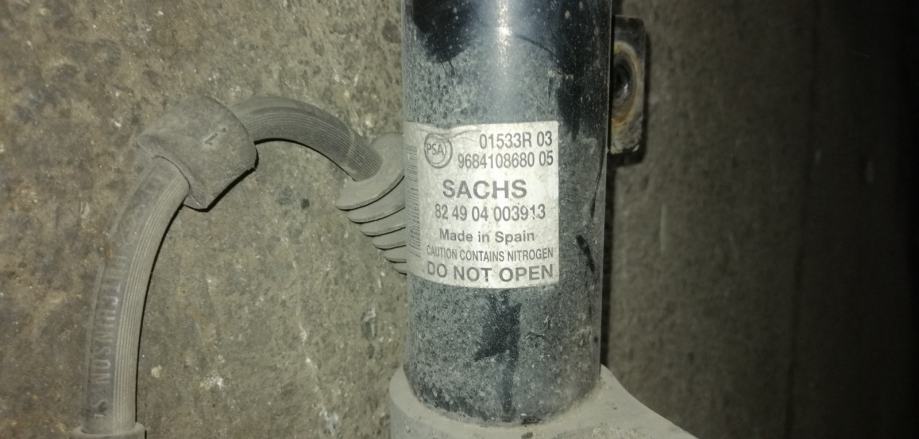 PSA
01533R 03
9684108680 05
SACHS
82 49 04 003913
Made in Spain
CAUTION CONTAINS NITROGEN
DO NOT OPEN
HUTCHINSON